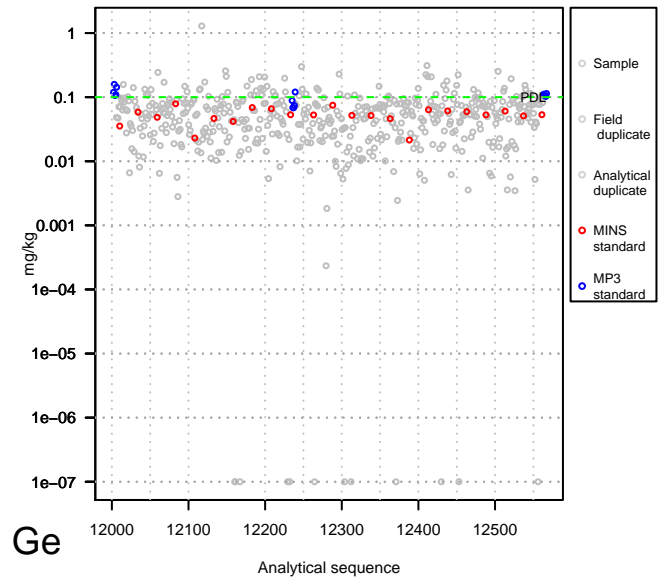 1
0.1
0.01
0.001
1e−04
1e−05
1e−06
1e−07
mg/kg
PDL
12000 12100 12200 12300 12400 12500
Analytical sequence
Ge
Sample
Field
duplicate
Analytical
duplicate
MINS
standard
MP3
standard